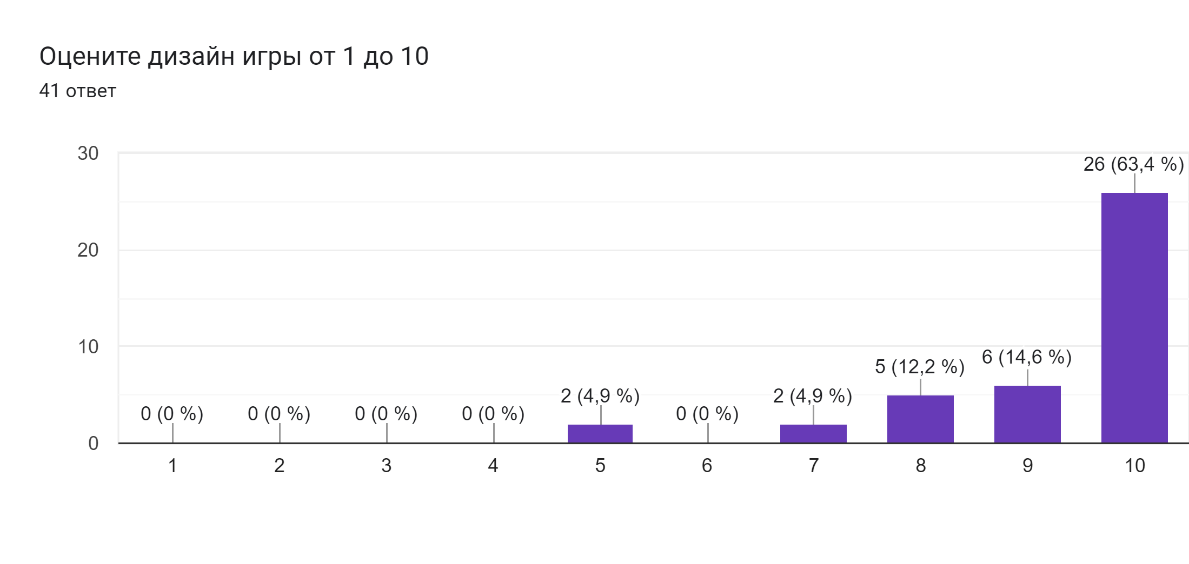 Оцените дизайн игры от 1 до 10
41 ответ
30
20
10
0
0 (0 %)
0 (0 %)
0 (0 %)
0 (0 %)
2 (4,9 %)
0 (0 %)
2 (4,9 %)
5 (12,2 %)
6 (14,6 %)
26 (63,4 %)
1 2 3 4 5 6 7 8 9 10